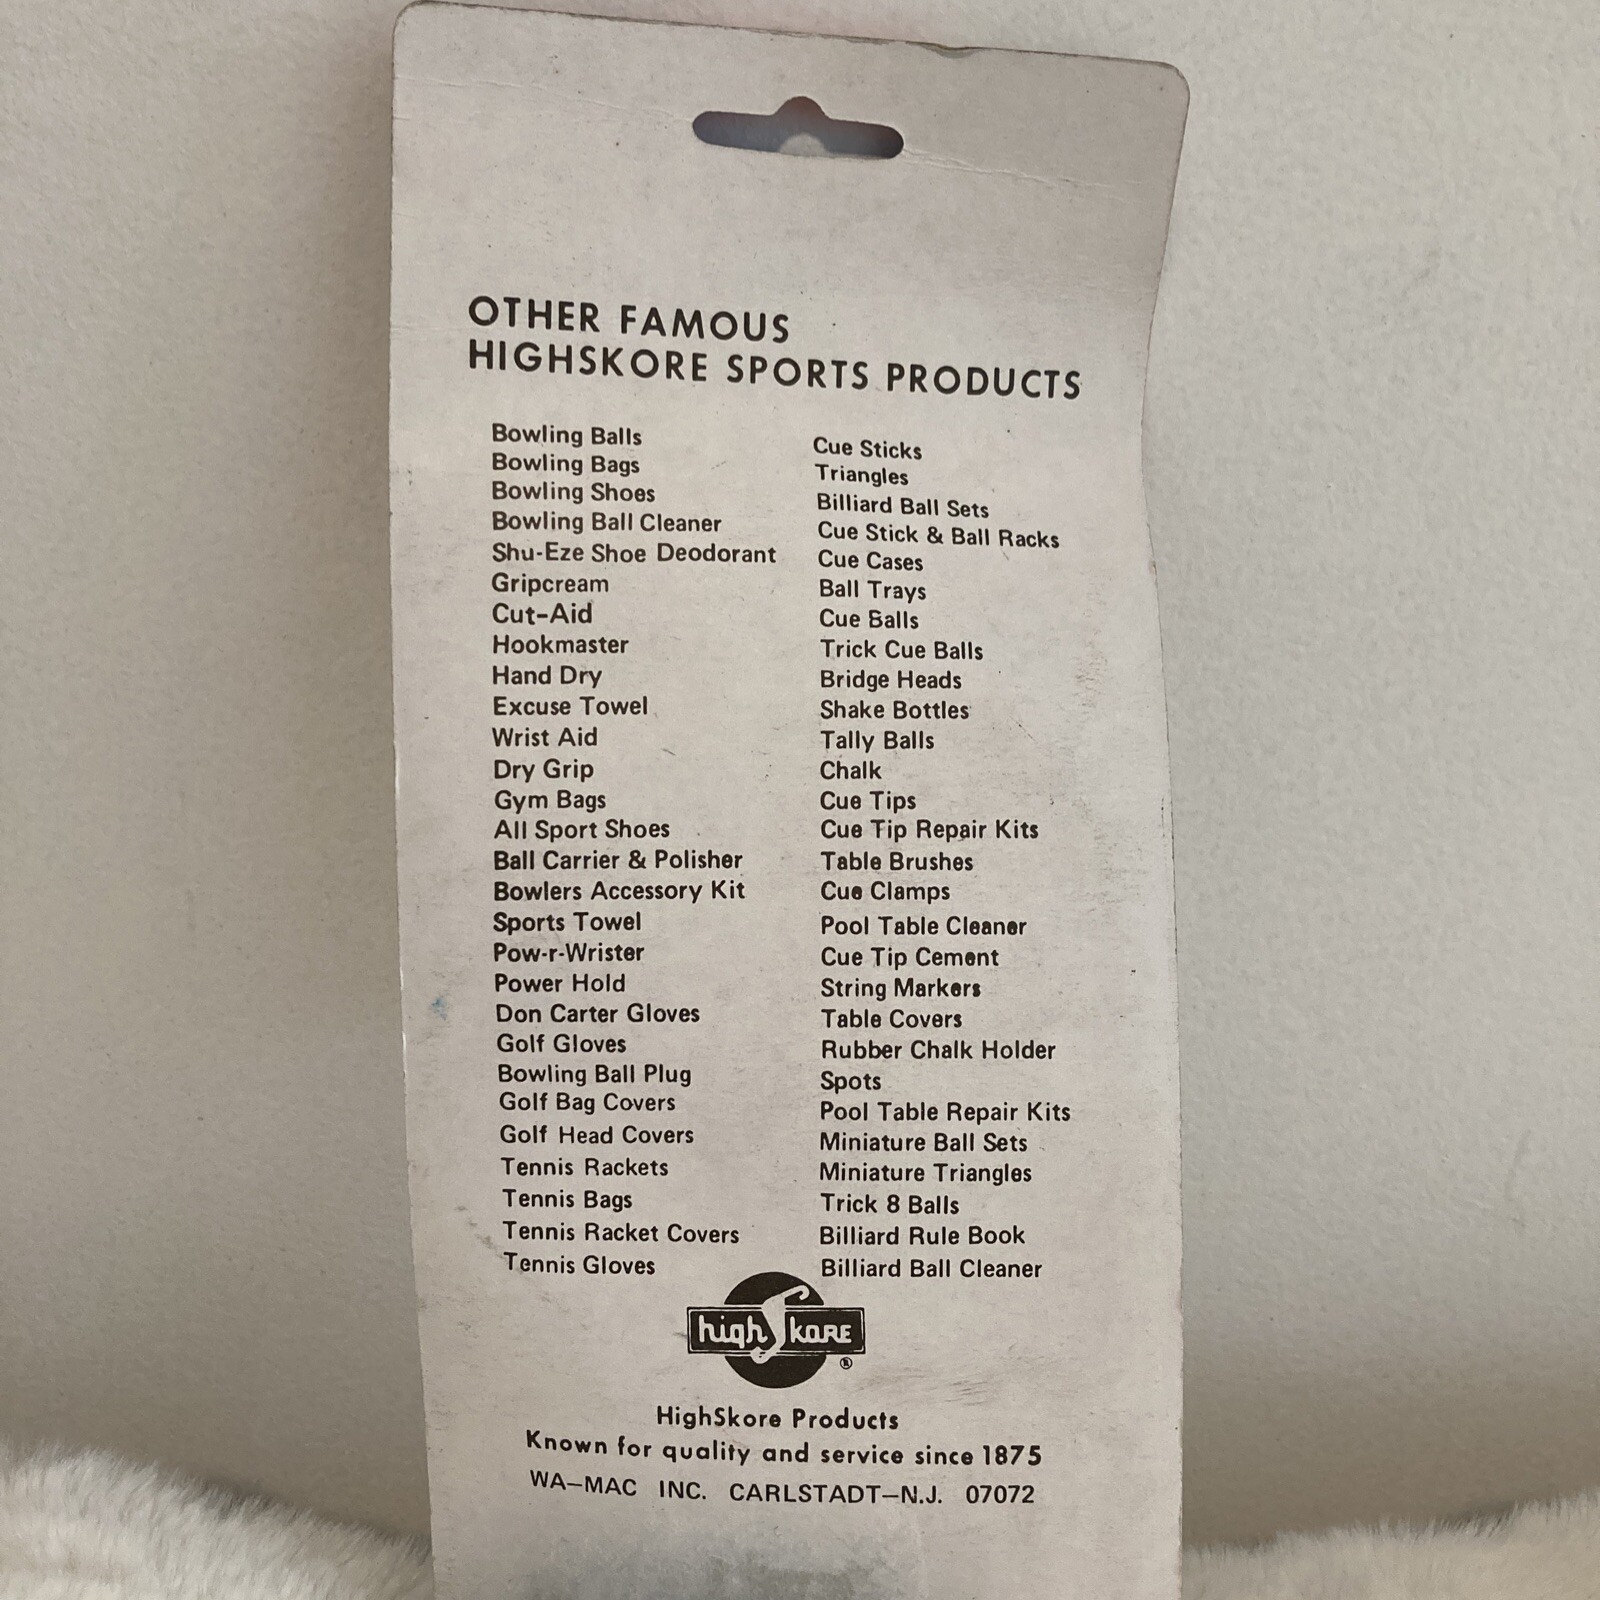 OTHER FAMOUS
HIGHSKORE SPORTS PRODUCTS
Bowling Balls
Bowling Bags
Bowling Shoes
Bowling Ball Cleaner
Shu-Eze Shoe Deodorant
Gripcream
Cut-Aid
Hookmaster
Hand Dry
Excuse Towel
Wrist Aid
Dry Grip
Gym Bags
All Sport Shoes
Ball Carrier & Polisher
Bowlers Accessory Kit
Sports Towel
Pow-r-Wrister
Power Hold
Don Carter Gloves
Golf Gloves
Bowling Ball Plug
Golf Bag Covers
Golf Head Covers
Tennis Rackets
Tennis Bags
Tennis Racket Covers
Tennis Gloves
Cue Sticks
Triangles
Billiard Ball Sets
Cue Stick & Ball Racks
Cue Cases
Ball Trays
Cue Balls
Trick Cue Balls
Bridge Heads
Shake Bottles
Tally Balls
Chalk
Cue Tips
Cue Tip Repair Kits
Table Brushes
Cue Clamps
Pool Table Cleaner
Cue Tip Cement
String Markers
Table Covers
Rubber Chalk Holder
Spots
Pool Table Repair Kits
Miniature Ball Sets
Miniature Triangles
Trick 8 Balls
Billiard Rule Book
Billiard Ball Cleaner
high Skore ®
HighSkore Products
Known for quality and service since 1875
WA–MAC INC. CARLSTADT–N.J. 07072